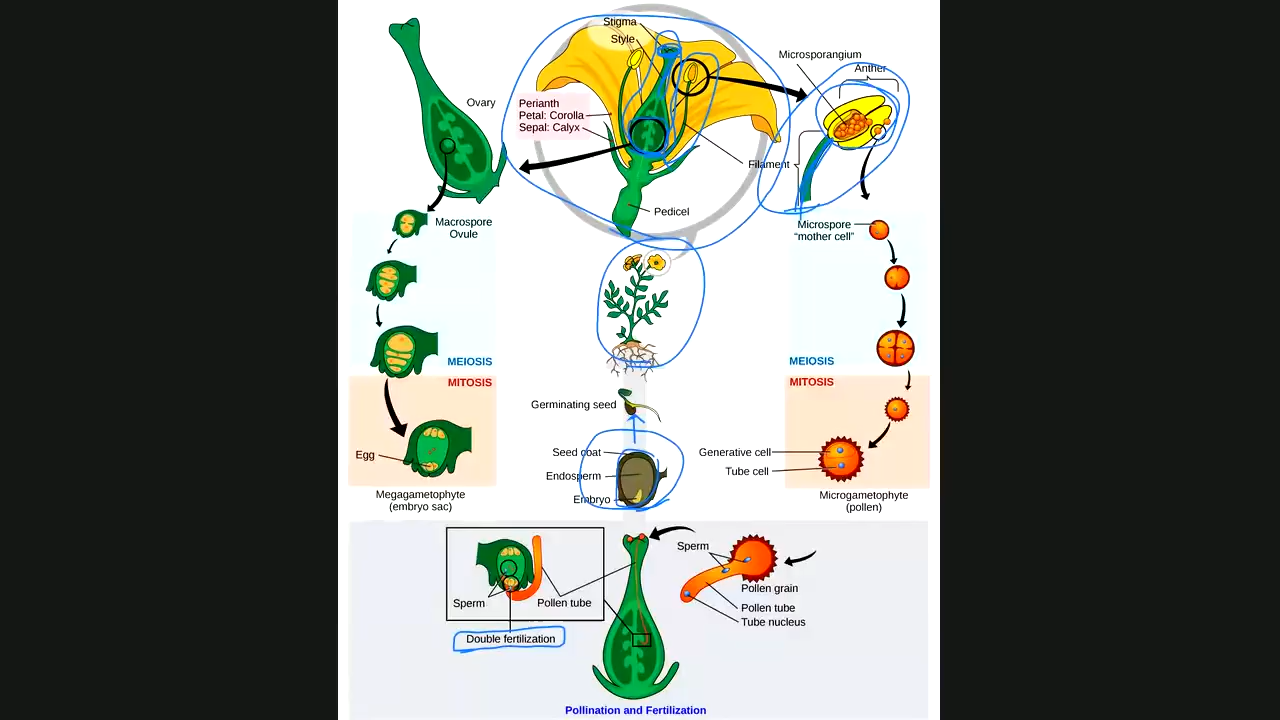 Stigma
Style
Microsporangium
Anther
Ovary
Perianth
Petal: Corolla
Sepal: Calyx
Filament
Pedicel
Macrospore
Ovule
Microspore
“mother cell”
MEIOSIS
MITOSIS
MEIOSIS
MITOSIS
Germinating seed
Egg
Seed coat
Endosperm
Embryo
Generative cell
Tube cell
Megagametophyte
(embryo sac)
Microgametophyte
(pollen)
Sperm
Pollen tube
Double fertilization
Sperm
Pollen grain
Pollen tube
Tube nucleus
Pollination and Fertilization